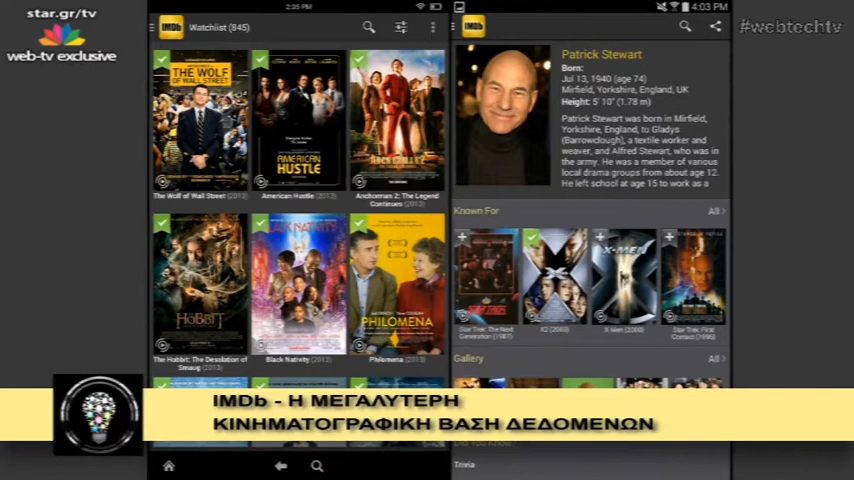 star.gr/tv
web-tv exclusive
#webtechtv
2:35 PM
4:03 PM
IMDb
Watchlist (845)
IMDb
THE WOLF
OF WALL STREET
AMERICAN
HUSTLE
ANCHORMAN 2
The Wolf of Wall Street (2013)
American Hustle (2013)
Anchorman 2: The Legend
Continues (2013)
HOBBIT
BLACK NATIVITY
PHILOMENA
The Hobbit: The Desolation of
Smaug (2013)
Black Nativity (2013)
Philomena (2013)
Patrick Stewart
Born:
Jul 13, 1940 (age 74)
Mirfield, Yorkshire, England, UK
Height: 5' 10" (1.78 m)
Patrick Stewart was born in Mirfield,
Yorkshire, England, to Gladys
(Barrowclough), a textile worker and
weaver, and Alfred Stewart, who was in
the army. He was a member of various
local drama groups from about age 12.
He left school at age 15 to work as a
Known For
All
X-MEN
Star Trek: The Next
Generation (1987)
X2 (2003)
X-Men (2000)
Star Trek: First
Contact (1996)
Gallery
All
IMDb - Η ΜΕΓΑΛΥΤΕΡΗ
ΚΙΝΗΜΑΤΟΓΡΑΦΙΚΗ ΒΑΣΗ ΔΕΔΟΜΕΝΩΝ
Did You Know?
Trivia